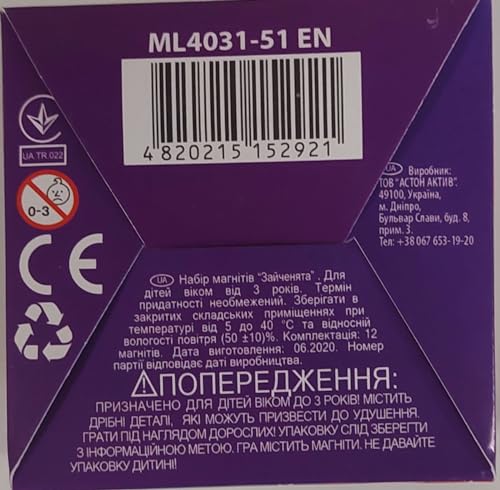 ML4031-51 EN
4 820215 152921
UA TR 022
0-3
CE
UA Виробник:
ТОВ "АСТОН АКТИВ".
49100, Україна,
м. Дніпро,
Бульвар Слави, буд. 8,
прим. 3.
Тел: +38 067 653-19-20
UA Набір магнітів "Зайченята" . Для
дітей віком від 3 років. Термін
придатності необмежений. Зберігати в
закритих складських приміщеннях при
температурі від 5 до 40 °С та відносній
вологості повітря (50 ±10)%. Комплектація: 12
магнітів. Дата виготовлення: 06.2020. Номер
партії відповідає даті виробництва.
ПОПЕРЕДЖЕННЯ:
ПРИЗНАЧЕНО ДЛЯ ДІТЕЙ ВІКОМ ДО 3 РОКІВ! МІСТИТЬ
ДРІБНІ ДЕТАЛІ, ЯКІ МОЖУТЬ ПРИЗВЕСТИ ДО УДУШЕННЯ.
ГРАТИ ПІД НАГЛЯДОМ ДОРОСЛИХ! УПАКОВКУ СЛІД ЗБЕРЕГТИ
З ІНФОРМАЦІЙНОЮ МЕТОЮ. ГРА МІСТИТЬ МАГНІТИ. НЕ ДАВАЙТЕ
УПАКОВКУ ДИТИНІ!